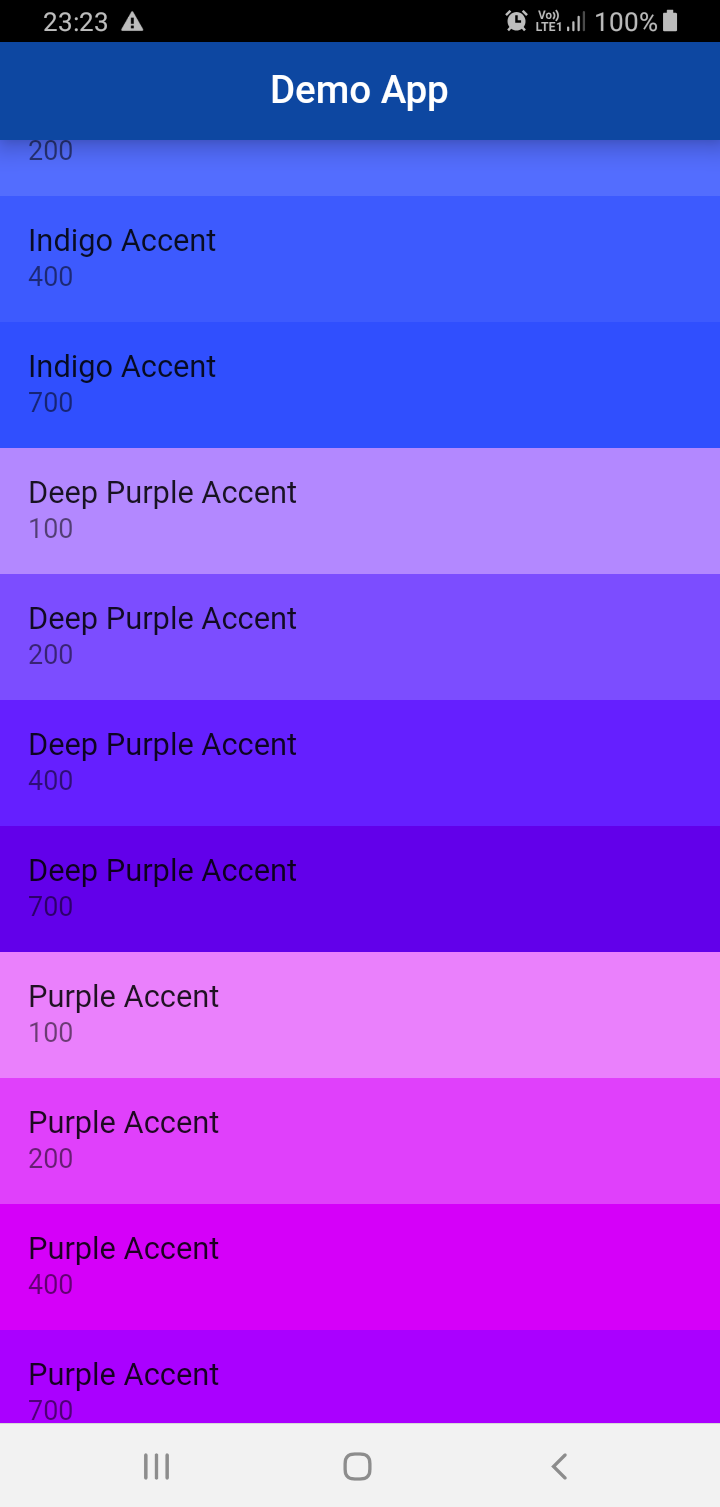 23:23
Vo)) LTE1 100%
Demo App
200
Indigo Accent
400
Indigo Accent
700
Deep Purple Accent
100
Deep Purple Accent
200
Deep Purple Accent
400
Deep Purple Accent
700
Purple Accent
100
Purple Accent
200
Purple Accent
400
Purple Accent
700